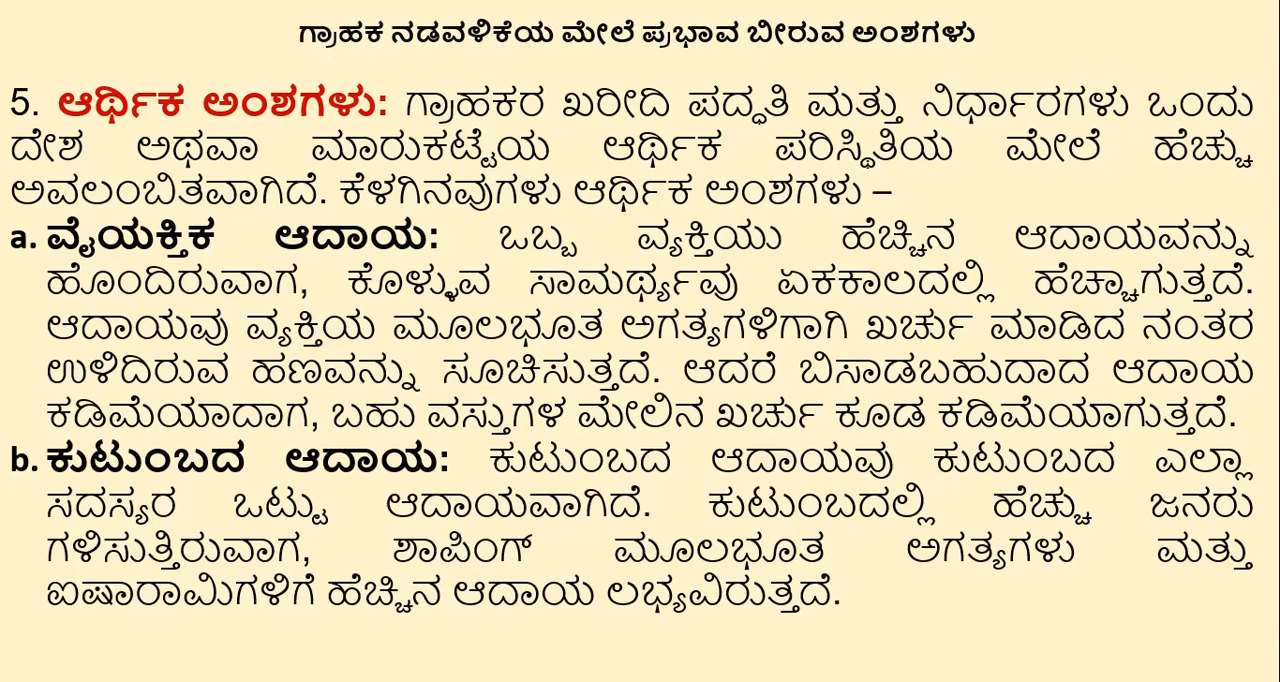 ಗ್ರಾಹಕ ನಡವಳಿಕೆಯ ಮೇಲೆ ಪ್ರಭಾವ ಬೀರುವ ಅಂಶಗಳು
5. ಆರ್ಥಿಕ ಅಂಶಗಳು: ಗ್ರಾಹಕರ ಖರೀದಿ ಪದ್ಧತಿ ಮತ್ತು ನಿರ್ಧಾರಗಳು ಒಂದು
ದೇಶ ಅಥವಾ ಮಾರುಕಟ್ಟೆಯ ಆರ್ಥಿಕ ಪರಿಸ್ಥಿತಿಯ ಮೇಲೆ ಹೆಚ್ಚು
ಅವಲಂಬಿತವಾಗಿದೆ. ಕೆಳಗಿನವುಗಳು ಆರ್ಥಿಕ ಅಂಶಗಳು –
a. ವೈಯಕ್ತಿಕ ಆದಾಯ: ಒಬ್ಬ ವ್ಯಕ್ತಿಯು ಹೆಚ್ಚಿನ ಆದಾಯವನ್ನು
ಹೊಂದಿರುವಾಗ, ಕೊಳ್ಳುವ ಸಾಮರ್ಥ್ಯವು ಏಕಕಾಲದಲ್ಲಿ ಹೆಚ್ಚಾಗುತ್ತದೆ.
ಆದಾಯವು ವ್ಯಕ್ತಿಯ ಮೂಲಭೂತ ಅಗತ್ಯಗಳಿಗಾಗಿ ಖರ್ಚು ಮಾಡಿದ ನಂತರ
ಉಳಿದಿರುವ ಹಣವನ್ನು ಸೂಚಿಸುತ್ತದೆ. ಆದರೆ ಬಿಸಾಡಬಹುದಾದ ಆದಾಯ
ಕಡಿಮೆಯಾದಾಗ, ಬಹು ವಸ್ತುಗಳ ಮೇಲಿನ ಖರ್ಚು ಕೂಡ ಕಡಿಮೆಯಾಗುತ್ತದೆ.
b. ಕುಟುಂಬದ ಆದಾಯ: ಕುಟುಂಬದ ಆದಾಯವು ಕುಟುಂಬದ ಎಲ್ಲಾ
ಸದಸ್ಯರ ಒಟ್ಟು ಆದಾಯವಾಗಿದೆ. ಕುಟುಂಬದಲ್ಲಿ ಹೆಚ್ಚು ಜನರು
ಗಳಿಸುತ್ತಿರುವಾಗ, ಶಾಪಿಂಗ್ ಮೂಲಭೂತ ಅಗತ್ಯಗಳು ಮತ್ತು
ಐಷಾರಾಮಿಗಳಿಗೆ ಹೆಚ್ಚಿನ ಆದಾಯ ಲಭ್ಯವಿರುತ್ತದೆ.